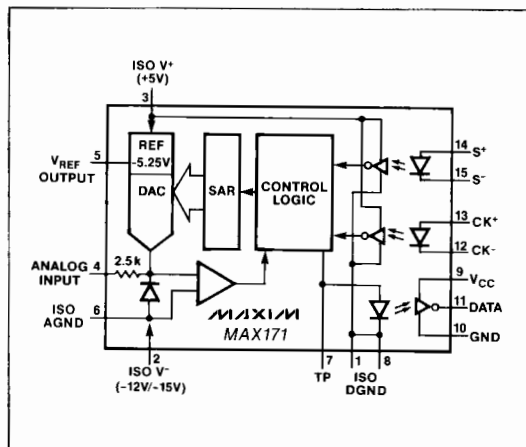 ISO V+
(+5V)
3
REF
-5.25V
DAC
SAR
CONTROL
LOGIC
14 S+
15 S-
13 CK+
12 CK-
9 VCC
11 DATA
10 GND
5 VREF
OUTPUT
ANALOG
INPUT 4
2.5k
ISO
AGND 6
MAXIM
MAX171
2
ISO V-
(-12V/-15V)
7
TP
1
8
ISO
DGND